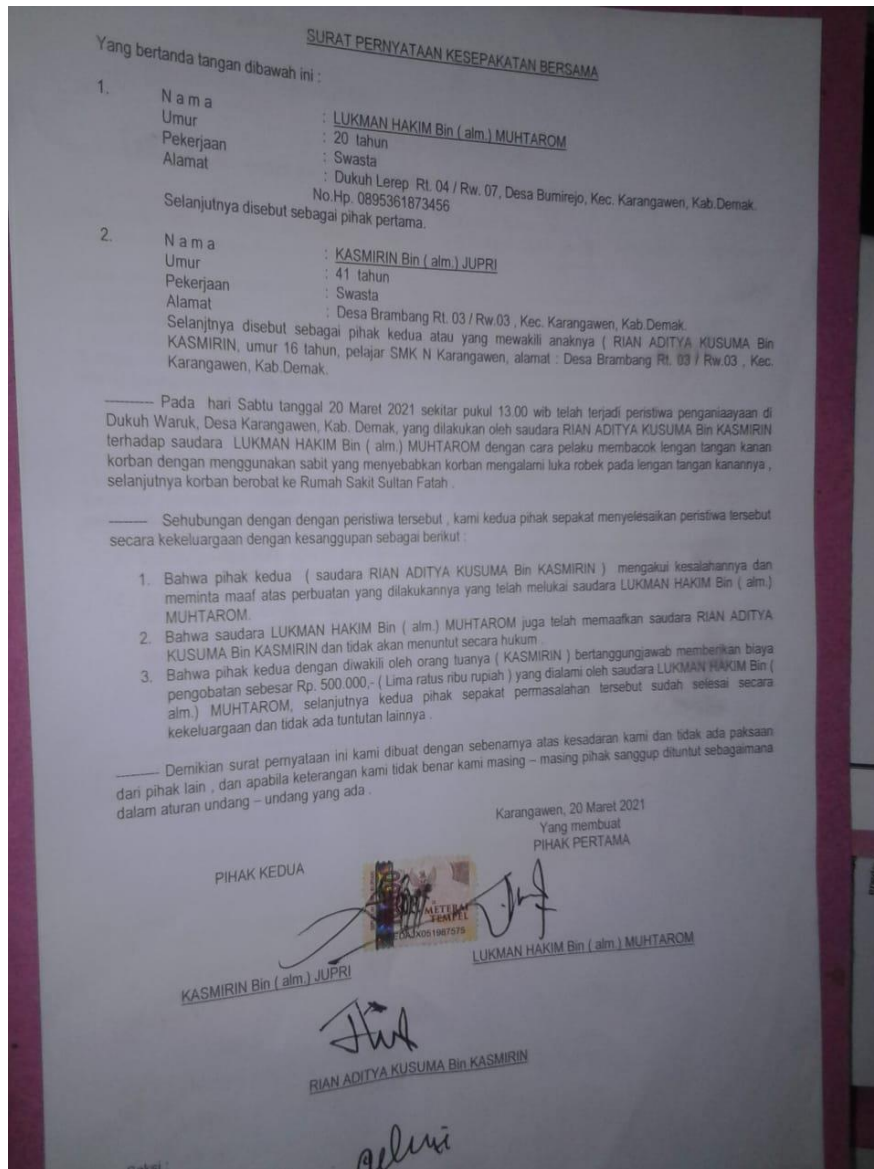 SURAT PERNYATAAN KESEPAKATAN BERSAMA
Yang bertanda tangan dibawah ini :
1. N a m a : LUKMAN HAKIM Bin ( alm.) MUHTAROM
Umur : 20 tahun
Pekerjaan : Swasta
Alamat : Dukuh Lerep Rt. 04 / Rw. 07, Desa Bumirejo, Kec. Karangawen, Kab.Demak.
No.Hp. 0895361873456
Selanjutnya disebut sebagai pihak pertama.
2. N a m a : KASMIRIN Bin ( alm.) JUPRI
Umur : 41 tahun
Pekerjaan : Swasta
Alamat : Desa Brambang Rt. 03 / Rw.03 , Kec. Karangawen, Kab.Demak.
Selanjtnya disebut sebagai pihak kedua atau yang mewakili anaknya ( RIAN ADITYA KUSUMA Bin
KASMIRIN, umur 16 tahun, pelajar SMK N Karangawen, alamat : Desa Brambang Rt. 03 / Rw.03 , Kec.
Karangawen, Kab.Demak.
---------- Pada hari Sabtu tanggal 20 Maret 2021 sekitar pukul 13.00 wib telah terjadi peristiwa penganiaayaan di
Dukuh Waruk, Desa Karangawen, Kab. Demak, yang dilakukan oleh saudara RIAN ADITYA KUSUMA Bin KASMIRIN
terhadap saudara LUKMAN HAKIM Bin ( alm.) MUHTAROM dengan cara pelaku membacok lengan tangan kanan
korban dengan menggunakan sabit yang menyebabkan korban mengalami luka robek pada lengan tangan kanannya ,
selanjutnya korban berobat ke Rumah Sakit Sultan Fatah .
---------- Sehubungan dengan dengan peristiwa tersebut , kami kedua pihak sepakat menyelesaikan peristiwa tersebut
secara kekeluargaan dengan kesanggupan sebagai berikut :
1. Bahwa pihak kedua ( saudara RIAN ADITYA KUSUMA Bin KASMIRIN ) mengakui kesalahannya dan
meminta maaf atas perbuatan yang dilakukannya yang telah melukai saudara LUKMAN HAKIM Bin ( alm.)
MUHTAROM.
2. Bahwa saudara LUKMAN HAKIM Bin ( alm.) MUHTAROM juga telah memaafkan saudara RIAN ADITYA
KUSUMA Bin KASMIRIN dan tidak akan menuntut secara hukum .
3. Bahwa pihak kedua dengan diwakili oleh orang tuanya ( KASMIRIN ) bertanggungjawab memberikan biaya
pengobatan sebesar Rp. 500.000,- ( Lima ratus ribu rupiah ) yang dialami oleh saudara LUKMAN HAKIM Bin (
alm.) MUHTAROM, selanjutnya kedua pihak sepakat permasalahan tersebut sudah selesai secara
kekeluargaan dan tidak ada tuntutan lainnya .
---------- Demikian surat pernyataan ini kami dibuat dengan sebenarnya atas kesadaran kami dan tidak ada paksaan
dari pihak lain , dan apabila keterangan kami tidak benar kami masing – masing pihak sanggup dituntut sebagaimana
dalam aturan undang – undang yang ada .
Karangawen, 20 Maret 2021
Yang membuat
PIHAK PERTAMA
PIHAK KEDUA
METERAI
TEMPEL
X051987575
LUKMAN HAKIM Bin ( alm.) MUHTAROM
KASMIRIN Bin ( alm.) JUPRI
RIAN ADITYA KUSUMA Bin KASMIRIN